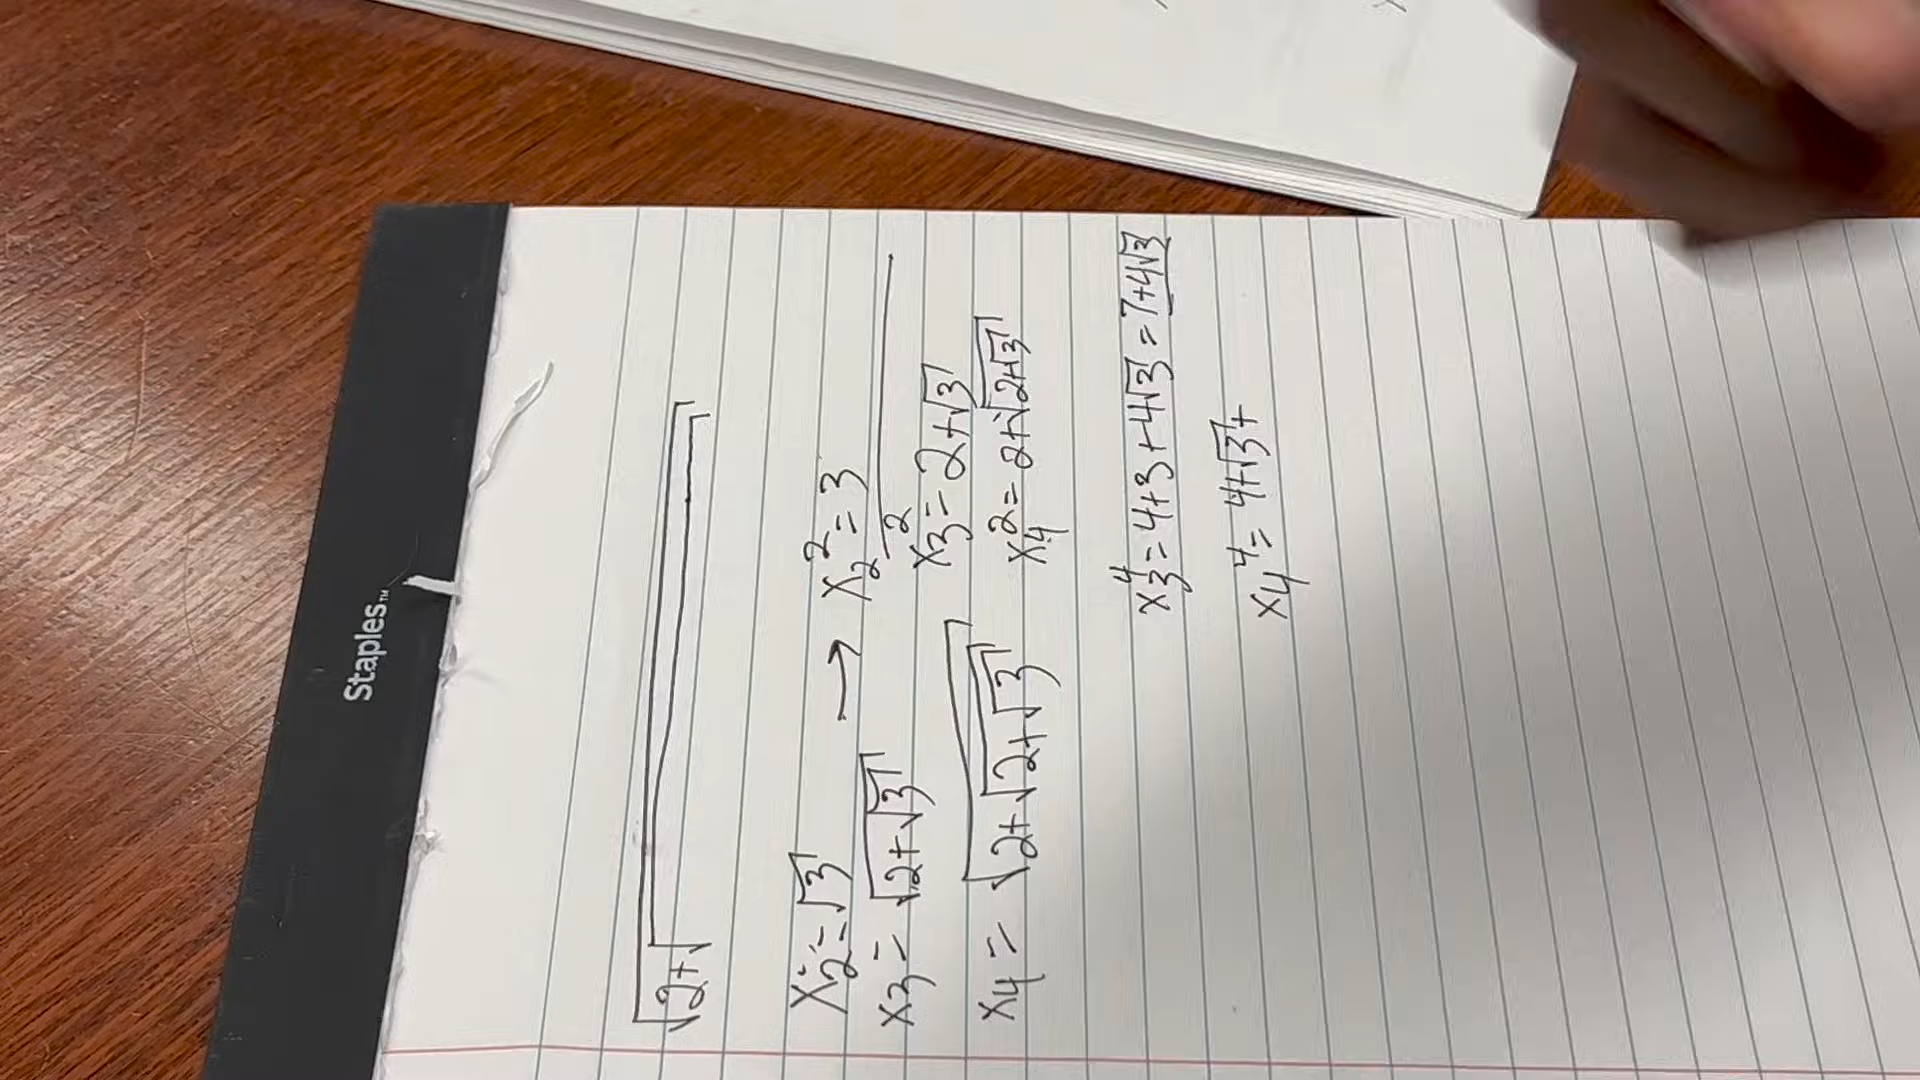 Staples™
√2+√
x₂=√3 → x₂²=3
x₃=√2+√3 x₃²=2+√3
x₄=√2+√2+√3 x₄²=2+√2+√3
x₃⁴=4+3+4√3=7+4√3
x₄⁴=4+√3+